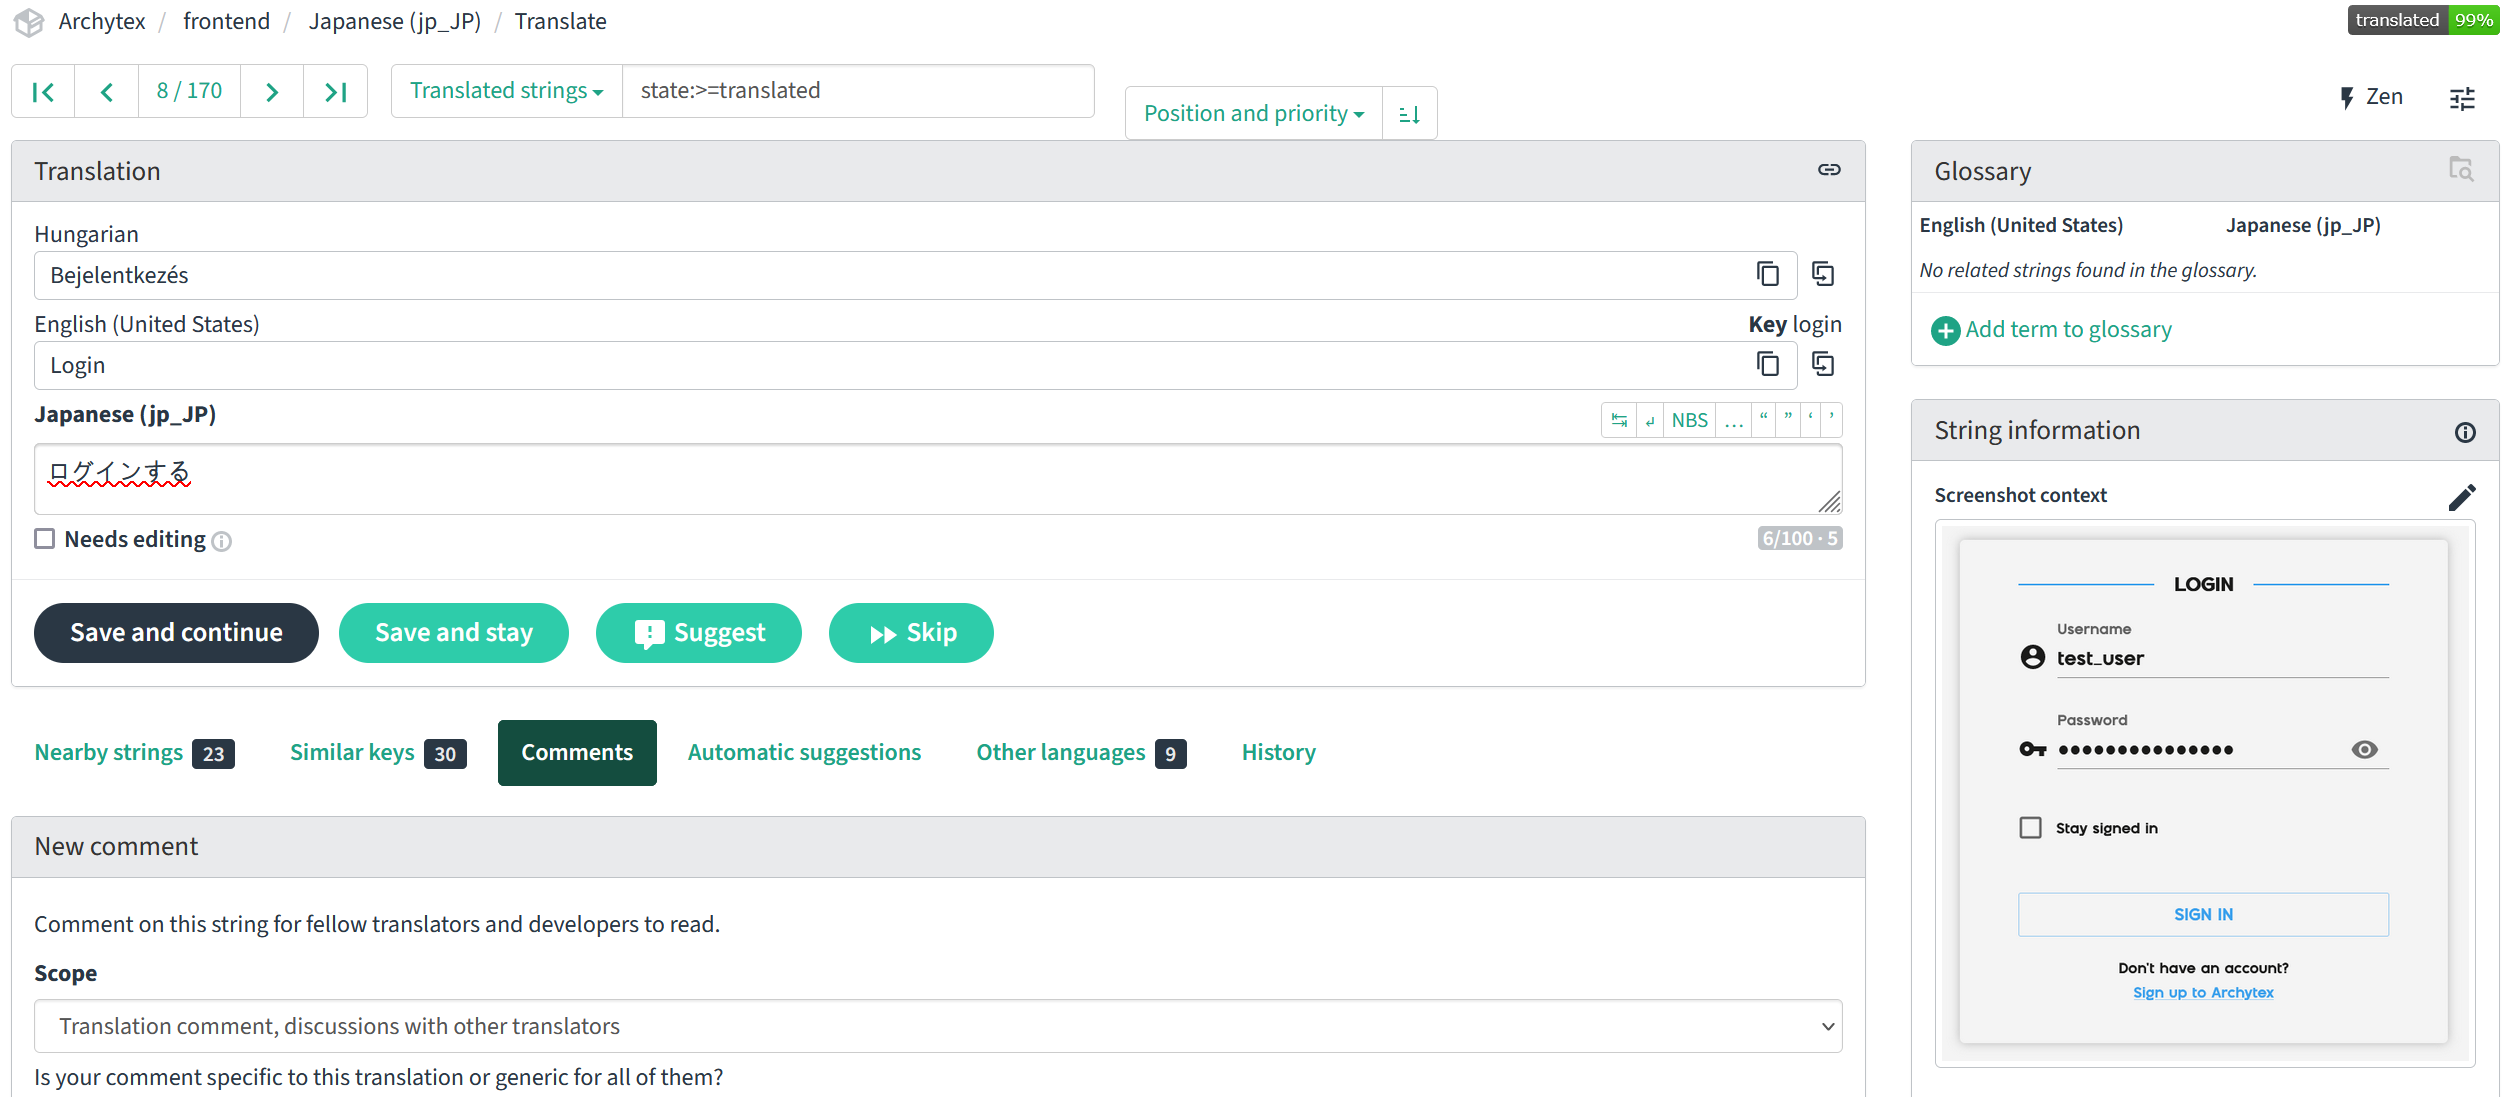 Archytex / frontend / Japanese (jp_JP) / Translate
translated 99%
8 / 170
Translated strings
state:>=translated
Position and priority
Zen
Translation
Hungarian
Bejelentkezés
English (United States)
Key login
Login
Japanese (jp_JP)
NBS … “ ” ‘ ’
ログインする
Needs editing
6/100 · 5
Save and continue
Save and stay
Suggest
Skip
Nearby strings 23
Similar keys 30
Comments
Automatic suggestions
Other languages 9
History
New comment
Comment on this string for fellow translators and developers to read.
Scope
Translation comment, discussions with other translators
Is your comment specific to this translation or generic for all of them?
Glossary
English (United States) Japanese (jp_JP)
No related strings found in the glossary.
Add term to glossary
String information
Screenshot context
LOGIN
Username
test_user
Password
Stay signed in
SIGN IN
Don't have an account?
Sign up to Archytex